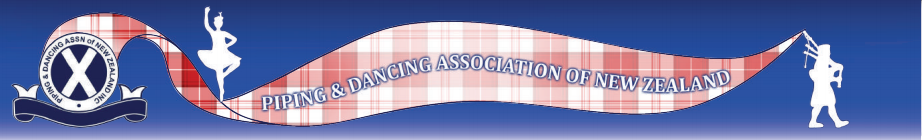 PIPING & DANCING ASSN of NEW ZEALAND INC
PIPING & DANCING ASSOCIATION OF NEW ZEALAND